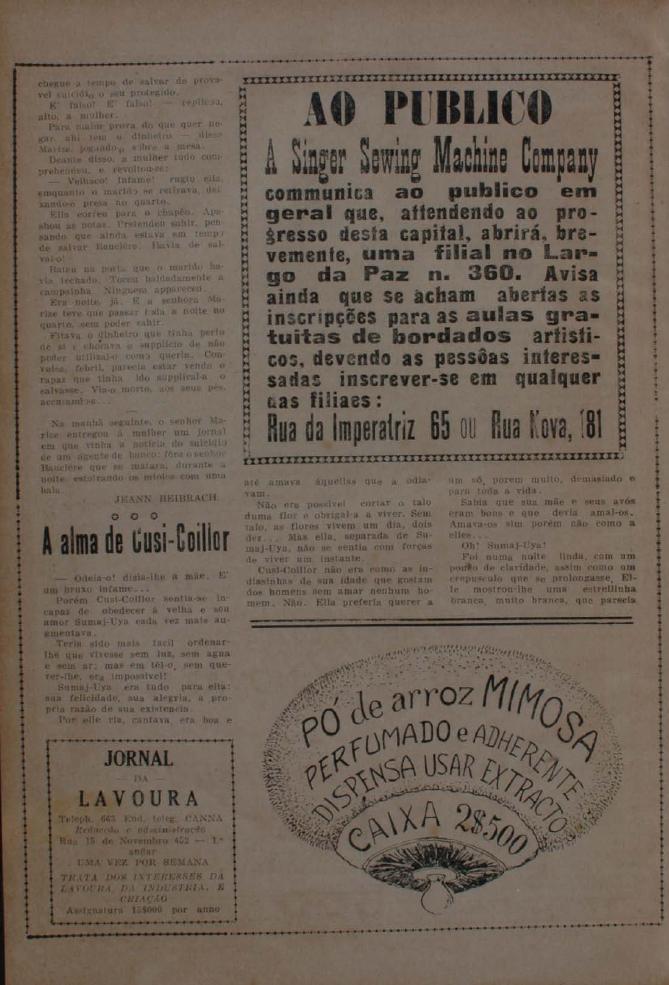 chegue a tempo de salvar do prova-
vel suicidio o seu protegido.
E' falso! E' falso! — replicou,
alto, a mulher.
Para maior prova do que quer ne-
gar, ahi tem o dinheiro — disse
Marize, jogando-o sobre a mesa.
Deante disso, a mulher tudo com-
prehendeu, e revoltou-se:
— Velhaco! Infame! rugiu ella,
emquanto o marido se retirava, dei-
xando-o presa no quarto.
Ella correu para o chapéo. Apa-
nhou as notas. Pretendeu sahir, pen-
sando que ainda estava em tempo
de salvar Bauciére. Havia de sal-
val-o!
Bateu na porta que o marido ha-
via fechado. Tocou baldadamente a
campainha. Ninguem appareceu.
Era noite, já. E a senhora Ma-
rize teve que passar toda a noite no
quarto, sem poder sahir.
Fitava o dinheiro que tinha perto
de si e chorava o supplicio de não
poder utilizal-o como queria. Con-
vulsa, febril, parecia estar vendo o
rapaz que tinha ido supplical-a o
salvasse. Via-o morto, aos seus pés,
accusando-a...
Na manhã seguinte, o senhor Ma-
rize entregou á mulher um jornal
em que vinha a noticia do suicidio
de um agente de banco: fôra o senhor
Bauciére que se matara, durante a
noite, estoirando os miolos com uma
bala.
JEANN REIBRACH.
A alma de Cusi-Coillor
— Odeia-o! dizia-lhe a mãe. E'
um bruxo infame...
Porém Cusi-Coillor sentia-se in-
capaz de obedecer á velha e seu
amor Sumaj-Uya cada vez mais au-
gmentava.
Teria sido mais facil ordenar-
lhe que vivesse sem luz, sem agua
e sem ar; mas em tel-o, sem que-
rer-lhe, era impossivel!
Sumaj-Uya era tudo para ella:
sua felicidade, sua alegria, a pro-
pria razão de sua existencia.
Por elle ria, cantava, era boa e
JORNAL
— DA —
LAVOURA
Teleph. 663 End. teleg. CANNA
Redacção e administração
Rua 15 de Novembro 452 — 1.º
andar
UMA VEZ POR SEMANA
TRATA DOS INTERESSES DA
LAVOURA, DA INDUSTRIA, E
CRIAÇÃO
Assignatura 15$000 por anno
AO PUBLICO
A Singer Sewing Machine Company
communica ao publico em
geral que, attendendo ao pro-
gresso desta capital, abrirá, bre-
vemente, uma filial no Lar-
go da Paz n. 360. Avisa
ainda que se acham abertas as
inscripções para as aulas gra-
tuitas de bordados artisti-
cos, devendo as pessôas interes-
sadas inscrever-se em qualquer
das filiaes:
Rua da Imperatriz 65 ou Rua Nova, 181
até amava áquellas que a odia-
vam.
Não era possivel cortar o talo
duma flor e obrigal-a a viver. Sem
talo, as flores vivem um dia, dois
dez... Mas ella, separada de Su-
maj-Uya, não se sentia com forças
de viver um instante.
Cusi-Coillor não era como as in-
diasinhas de sua idade que gostam
dos homens sem amar nenhum ho-
mem. Não. Ella preferia querer a
um só, porem muito, demasiado e
para toda a vida.
Sabia que sua mãe e seus avós
eram bons e que devia amal-os.
Amava-os sim porém não como a
elles...
Oh! Sumaj-Uya!
Foi numa noite linda, com um
pouco de claridade, assim como um
crepusculo que se prolongasse. El-
le mostrou-lhe uma estrellinha
branca, muito branca, que parecia
PÓ de arroz MIMOSA
PERFUMADO e ADHERENTE
DISPENSA USAR EXTRACTO
CAIXA 2$500